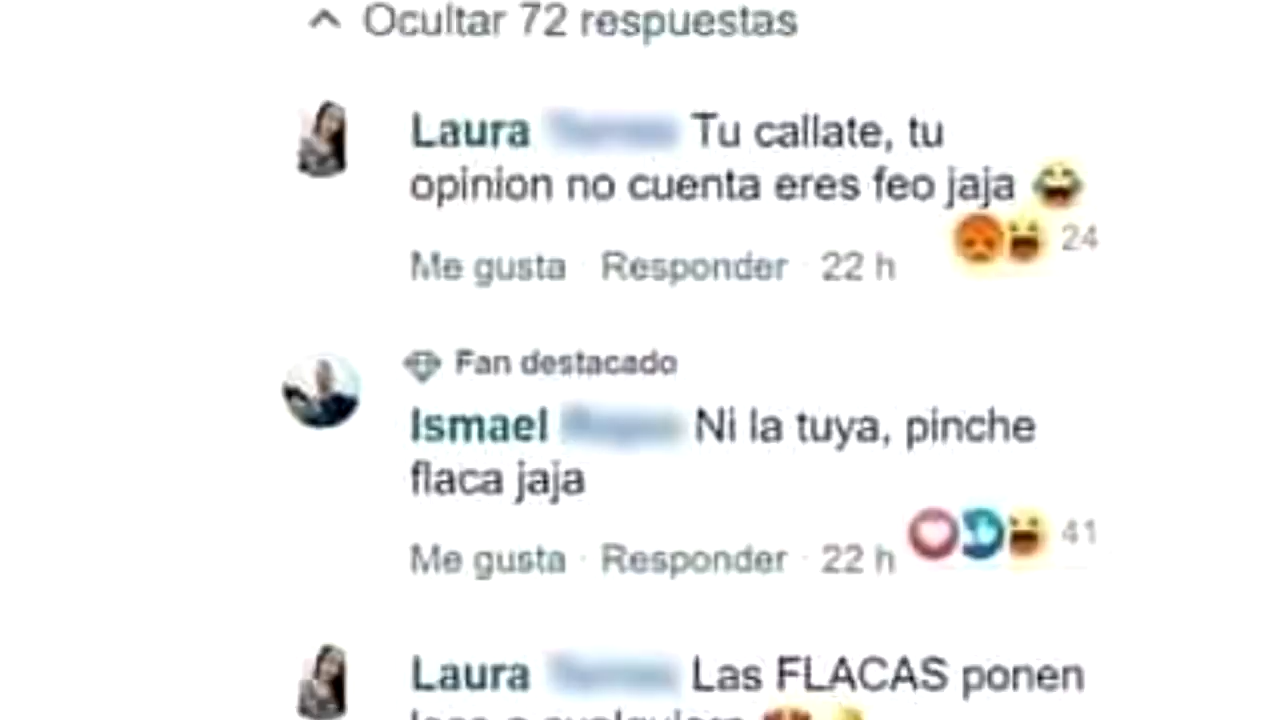 Ocultar 72 respuestas
Laura Tu callate, tu
opinion no cuenta eres feo jaja
24
Me gusta · Responder · 22 h
Fan destacado
Ismael Ni la tuya, pinche
flaca jaja
41
Me gusta · Responder · 22 h
Laura Las FLACAS ponen